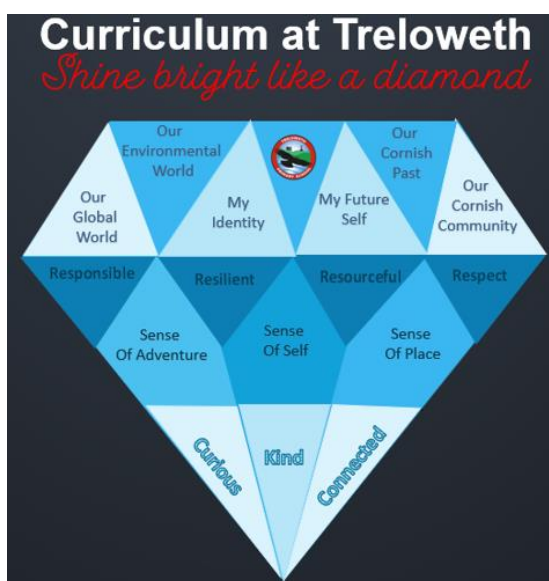 Curriculum at Treloweth
Shine bright like a diamond
Our
Environmental
World
Our
Cornish
Past
Our
Global
World
My
Identity
My Future
Self
Our
Cornish
Community
Responsible
Resilient
Resourceful
Respect
Sense
Of Adventure
Sense
Of Self
Sense
Of Place
Curious
Kind
Connected